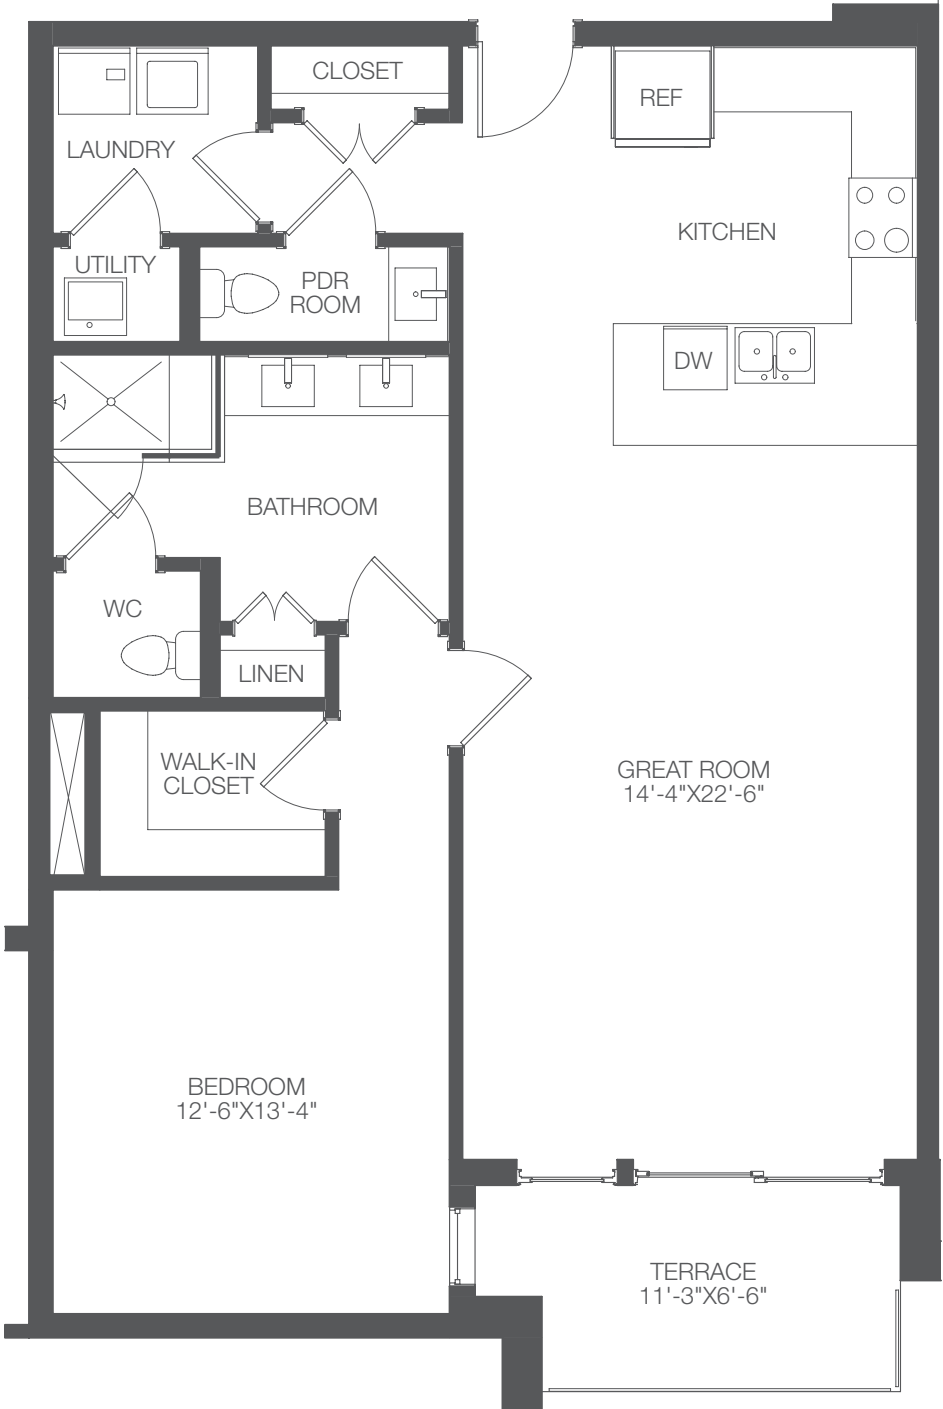 CLOSET
REF
LAUNDRY
KITCHEN
UTILITY
PDR
ROOM
DW
BATHROOM
WC
LINEN
WALK-IN
CLOSET
GREAT ROOM
14'-4"X22'-6"
BEDROOM
12'-6"X13'-4"
TERRACE
11'-3"X6'-6"